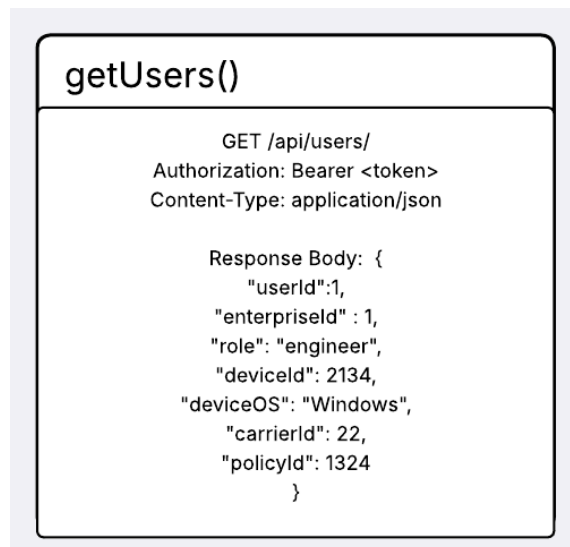 getUsers()
GET /api/users/
Authorization: Bearer <token>
Content-Type: application/json
Response Body:  {
"userId":1,
"enterpriseId" : 1,
"role": "engineer",
"deviceId": 2134,
"deviceOS": "Windows",
"carrierId": 22,
"policyId": 1324
}